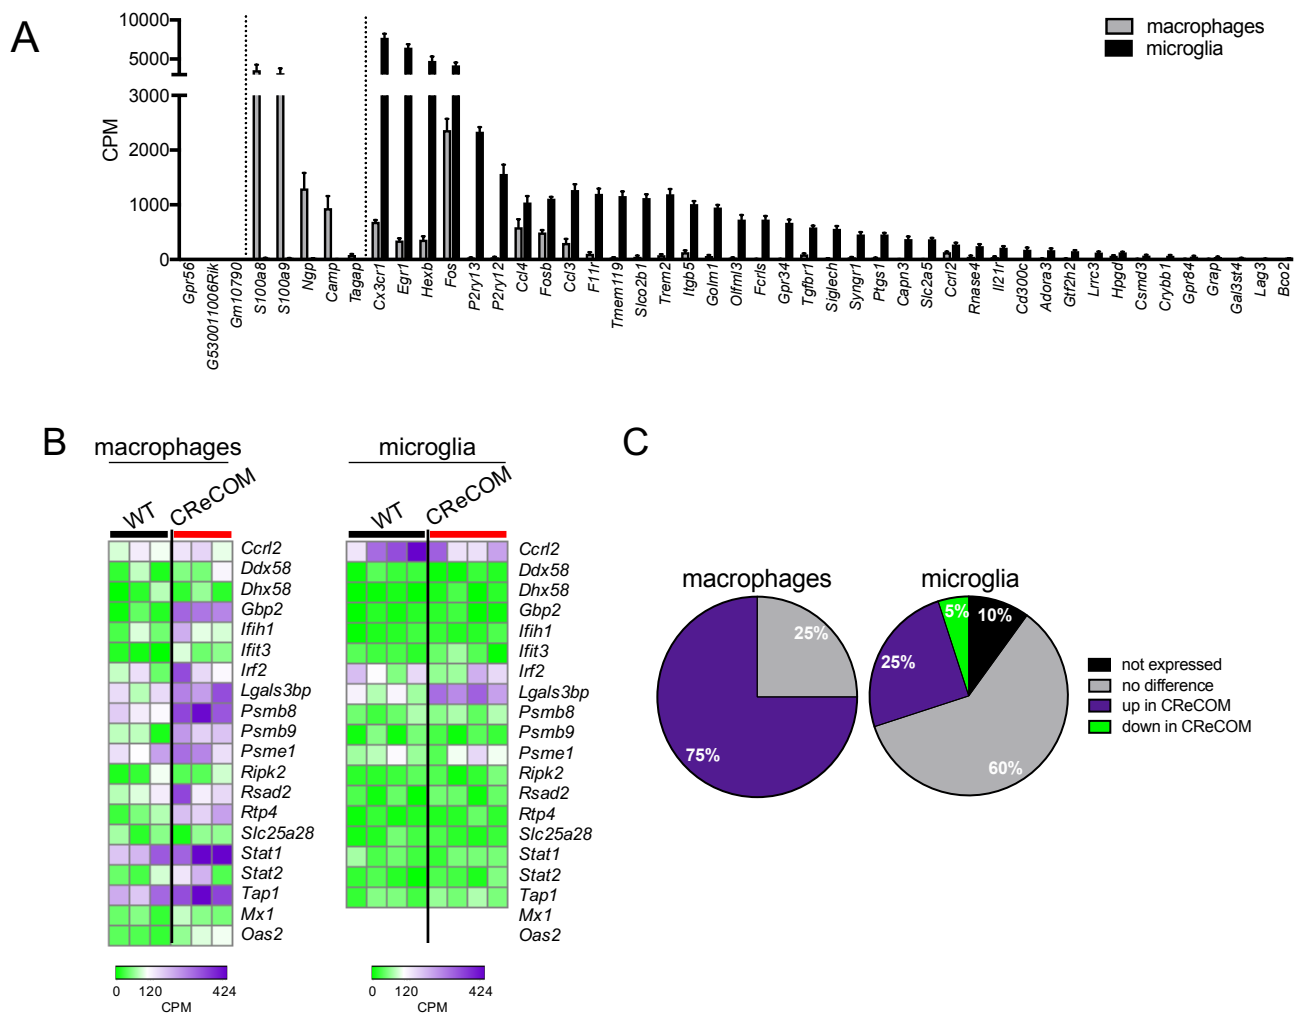 A
10000
5000
3000
2000
1000
0
CPM
macrophages
microglia
Gpr56
G530011006Rik
Gm10790
S100a8
S100a9
Ngp
Camp
Tagap
Cx3cr1
Egr1
Hexb
Fos
P2ry13
P2ry12
Ccl4
Fosb
Ccl3
F11r
Tmem119
Slco2b1
Trem2
Itgb5
Golm1
Olfml3
Fcrls
Gpr34
Tgfbr1
Siglech
Syngr1
Ptgs1
Capn3
Slc2a5
Ccrl2
Rnase4
Il21r
Cd300c
Adora3
Gtf2h2
Lrrc3
Hpgd
Csmd3
Crybb1
Gpr84
Grap
Gal3st4
Lag3
Bco2
B
macrophages
WT
CReCOM
Ccrl2
Ddx58
Dhx58
Gbp2
Ifih1
Ifit3
Irf2
Lgals3bp
Psmb8
Psmb9
Psme1
Ripk2
Rsad2
Rtp4
Slc25a28
Stat1
Stat2
Tap1
Mx1
Oas2
0 120 424
CPM
microglia
WT
CReCOM
Ccrl2
Ddx58
Dhx58
Gbp2
Ifih1
Ifit3
Irf2
Lgals3bp
Psmb8
Psmb9
Psme1
Ripk2
Rsad2
Rtp4
Slc25a28
Stat1
Stat2
Tap1
Mx1
Oas2
0 120 424
CPM
C
macrophages
25%
75%
microglia
5%
10%
25%
60%
not expressed
no difference
up in CReCOM
down in CReCOM